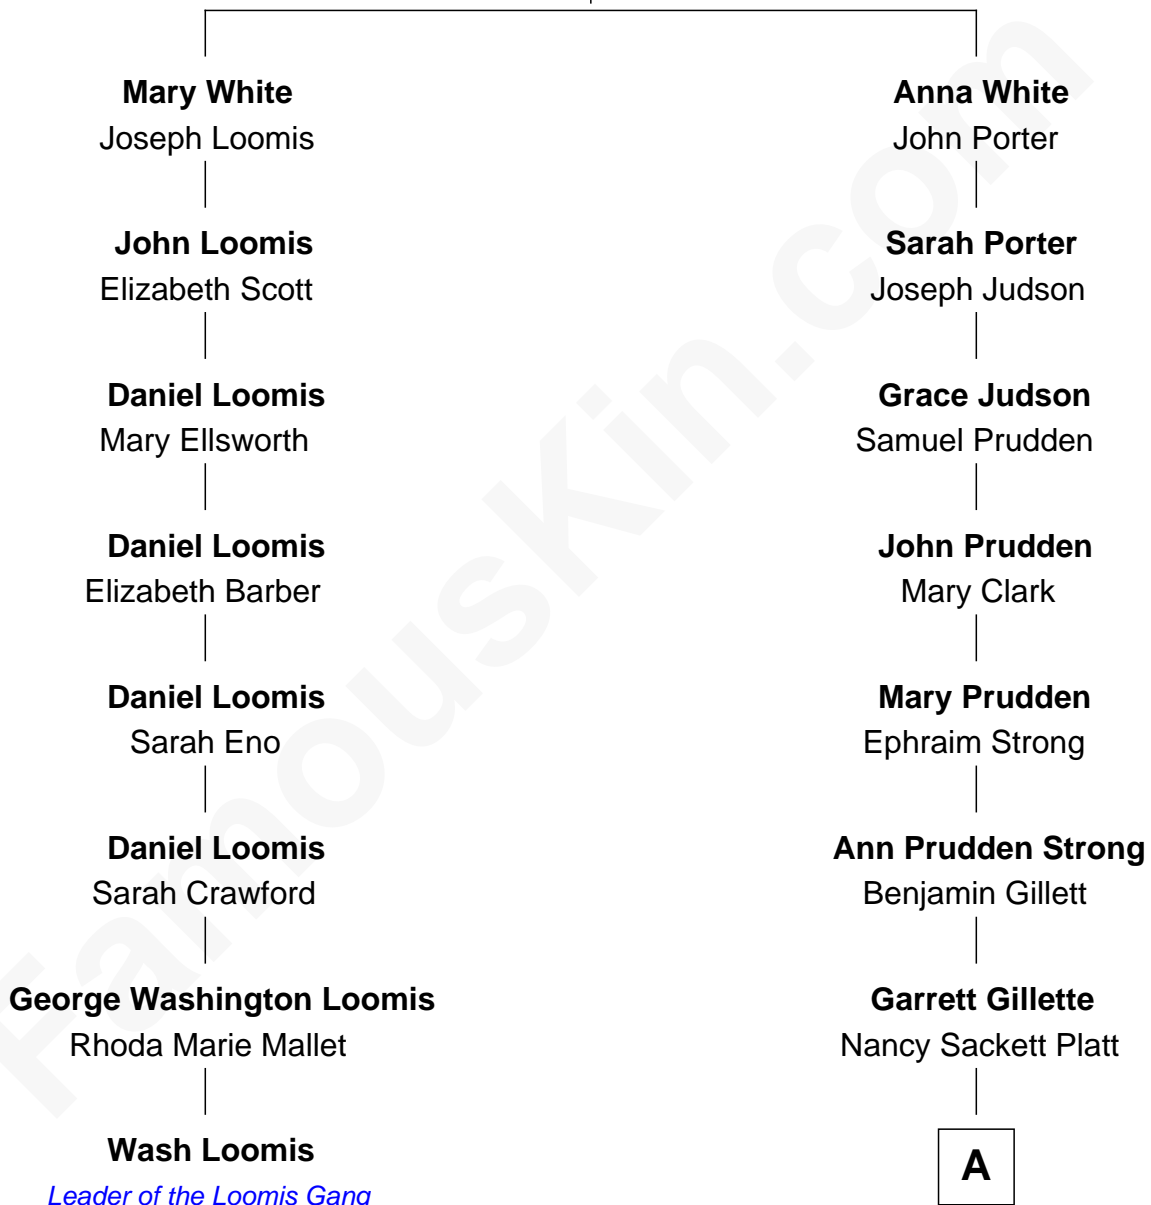 Mary White
Joseph Loomis
John Loomis
Elizabeth Scott
Daniel Loomis
Mary Ellsworth
Daniel Loomis
Elizabeth Barber
Daniel Loomis
Sarah Eno
Daniel Loomis
Sarah Crawford
George Washington Loomis
Rhoda Marie Mallet
Wash Loomis
Leader of the Loomis Gang
Anna White
John Porter
Sarah Porter
Joseph Judson
Grace Judson
Samuel Prudden
John Prudden
Mary Clark
Mary Prudden
Ephraim Strong
Ann Prudden Strong
Benjamin Gillett
Garrett Gillette
Nancy Sackett Platt
A
FamousKin.com